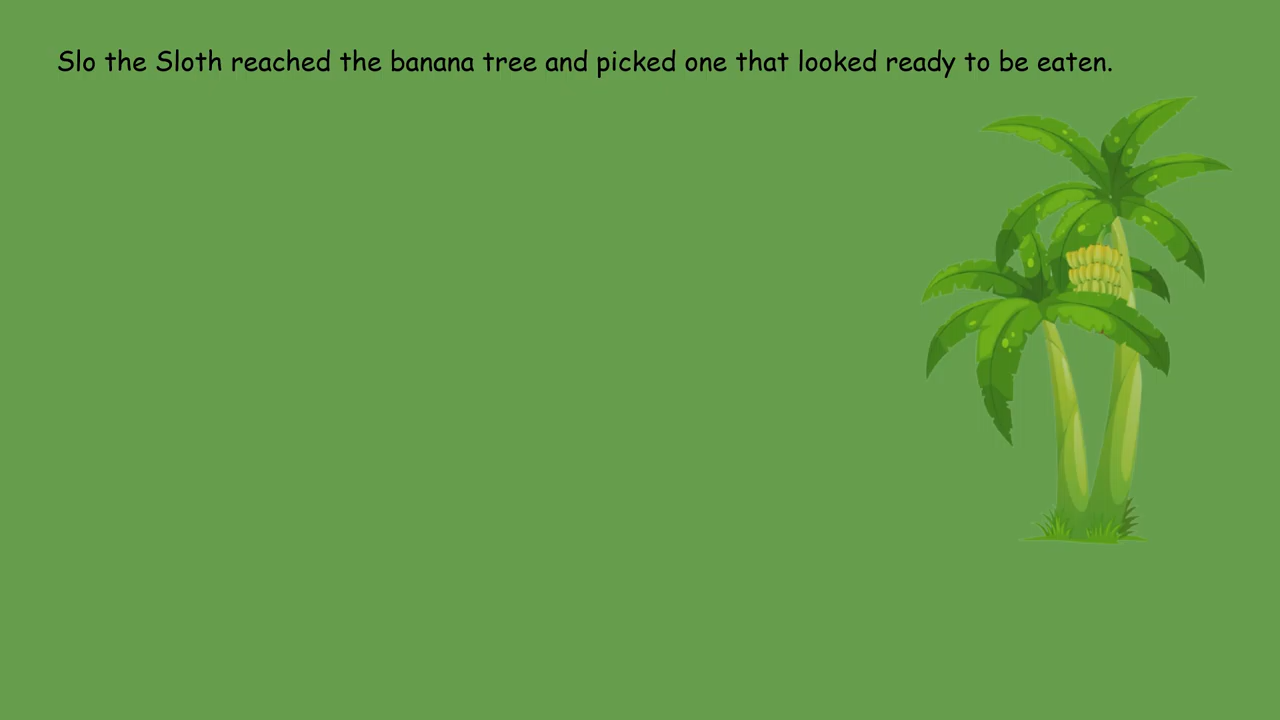 Slo the Sloth reached the banana tree and picked one that looked ready to be eaten.